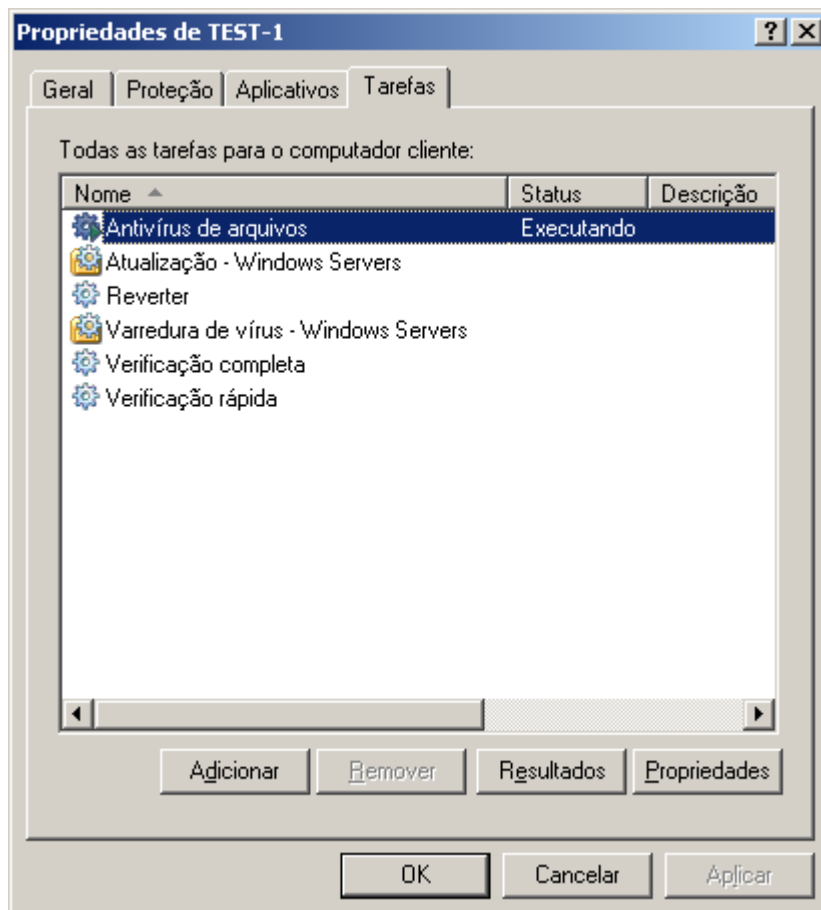 Propriedades de TEST-1
Geral Proteção Aplicativos Tarefas
Todas as tarefas para o computador cliente:
Nome Status Descrição
Antivírus de arquivos Executando
Atualização - Windows Servers
Reverter
Varredura de vírus - Windows Servers
Verificação completa
Verificação rápida
Adicionar Remover Resultados Propriedades
OK Cancelar Aplicar